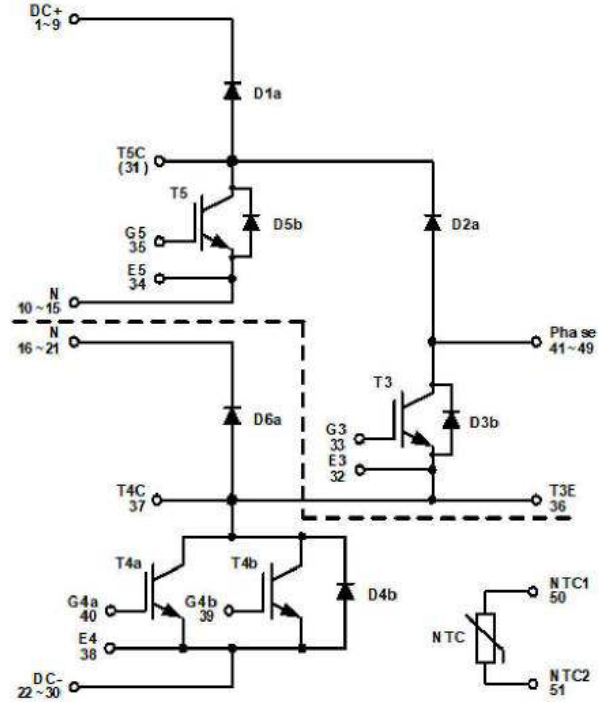 DC+
1~9
D1a
T5C
(31)
T5
D5b
D2a
G5
35
E5
34
N
10~15
N
16~21
Phase
41~49
T3
D6a
D3b
G3
33
E3
32
T4C
37
T3E
36
T4a
T4b
D4b
G4a
40
G4b
39
NTC1
50
E4
38
NTC
DC-
22~30
NTC2
51